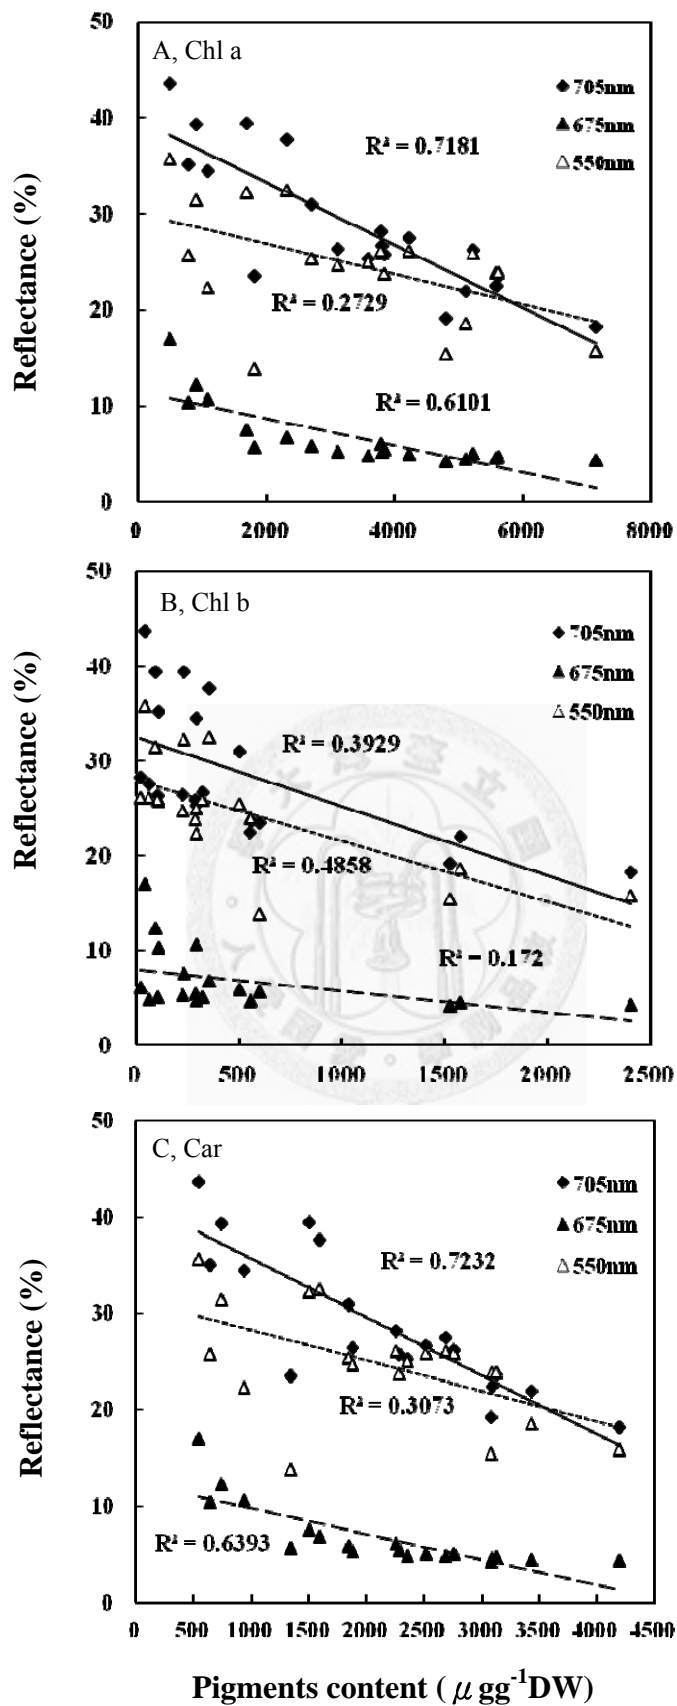 50
A, Chl a
705nm
40
675nm
R² = 0.7181
550nm
30
Reflectance (%)
20
R² = 0.2729
10
R² = 0.6101
0
0 2000 4000 6000 8000
50
B, Chl b
705nm
40
675nm
550nm
R² = 0.3929
30
Reflectance (%)
20
R² = 0.4858
10
R² = 0.172
0
0 500 1000 1500 2000 2500
50
C, Car
705nm
40
675nm
R² = 0.7232
550nm
30
Reflectance (%)
20
R² = 0.3073
10
R² = 0.6393
0
0 500 1000 1500 2000 2500 3000 3500 4000 4500
Pigments content ( μ gg⁻¹DW)